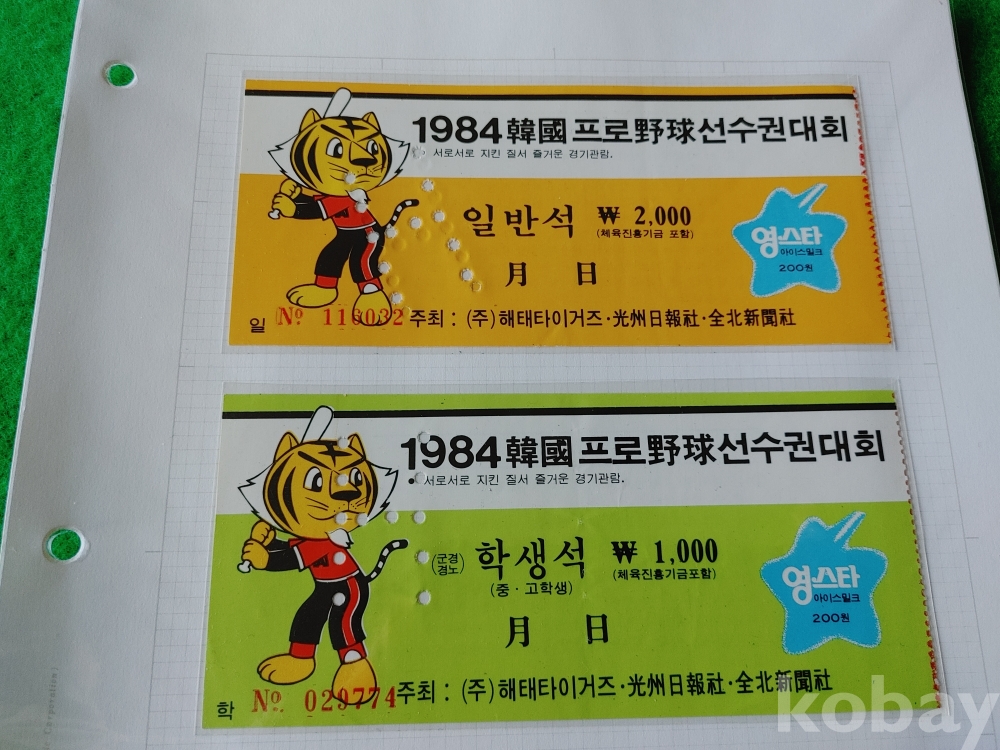 1984韓國프로野球선수권대회
서로서로 지킨 질서 즐거운 경기관람.
일반석 ₩ 2,000
(체육진흥기금 포함)
月 日
영스타
아이스밀크
200원
일 No 116032 주최 : (주)해태타이거즈·光州日報社·全北新聞社
1984韓國프로野球선수권대회
서로서로 지킨 질서 즐거운 경기관람.
(군경 경노) 학생석 ₩ 1,000
(중·고학생) (체육진흥기금포함)
月 日
영스타
아이스밀크
200원
학 No 029774 주최 : (주)해태타이거즈·光州日報社·全北新聞社
kobay